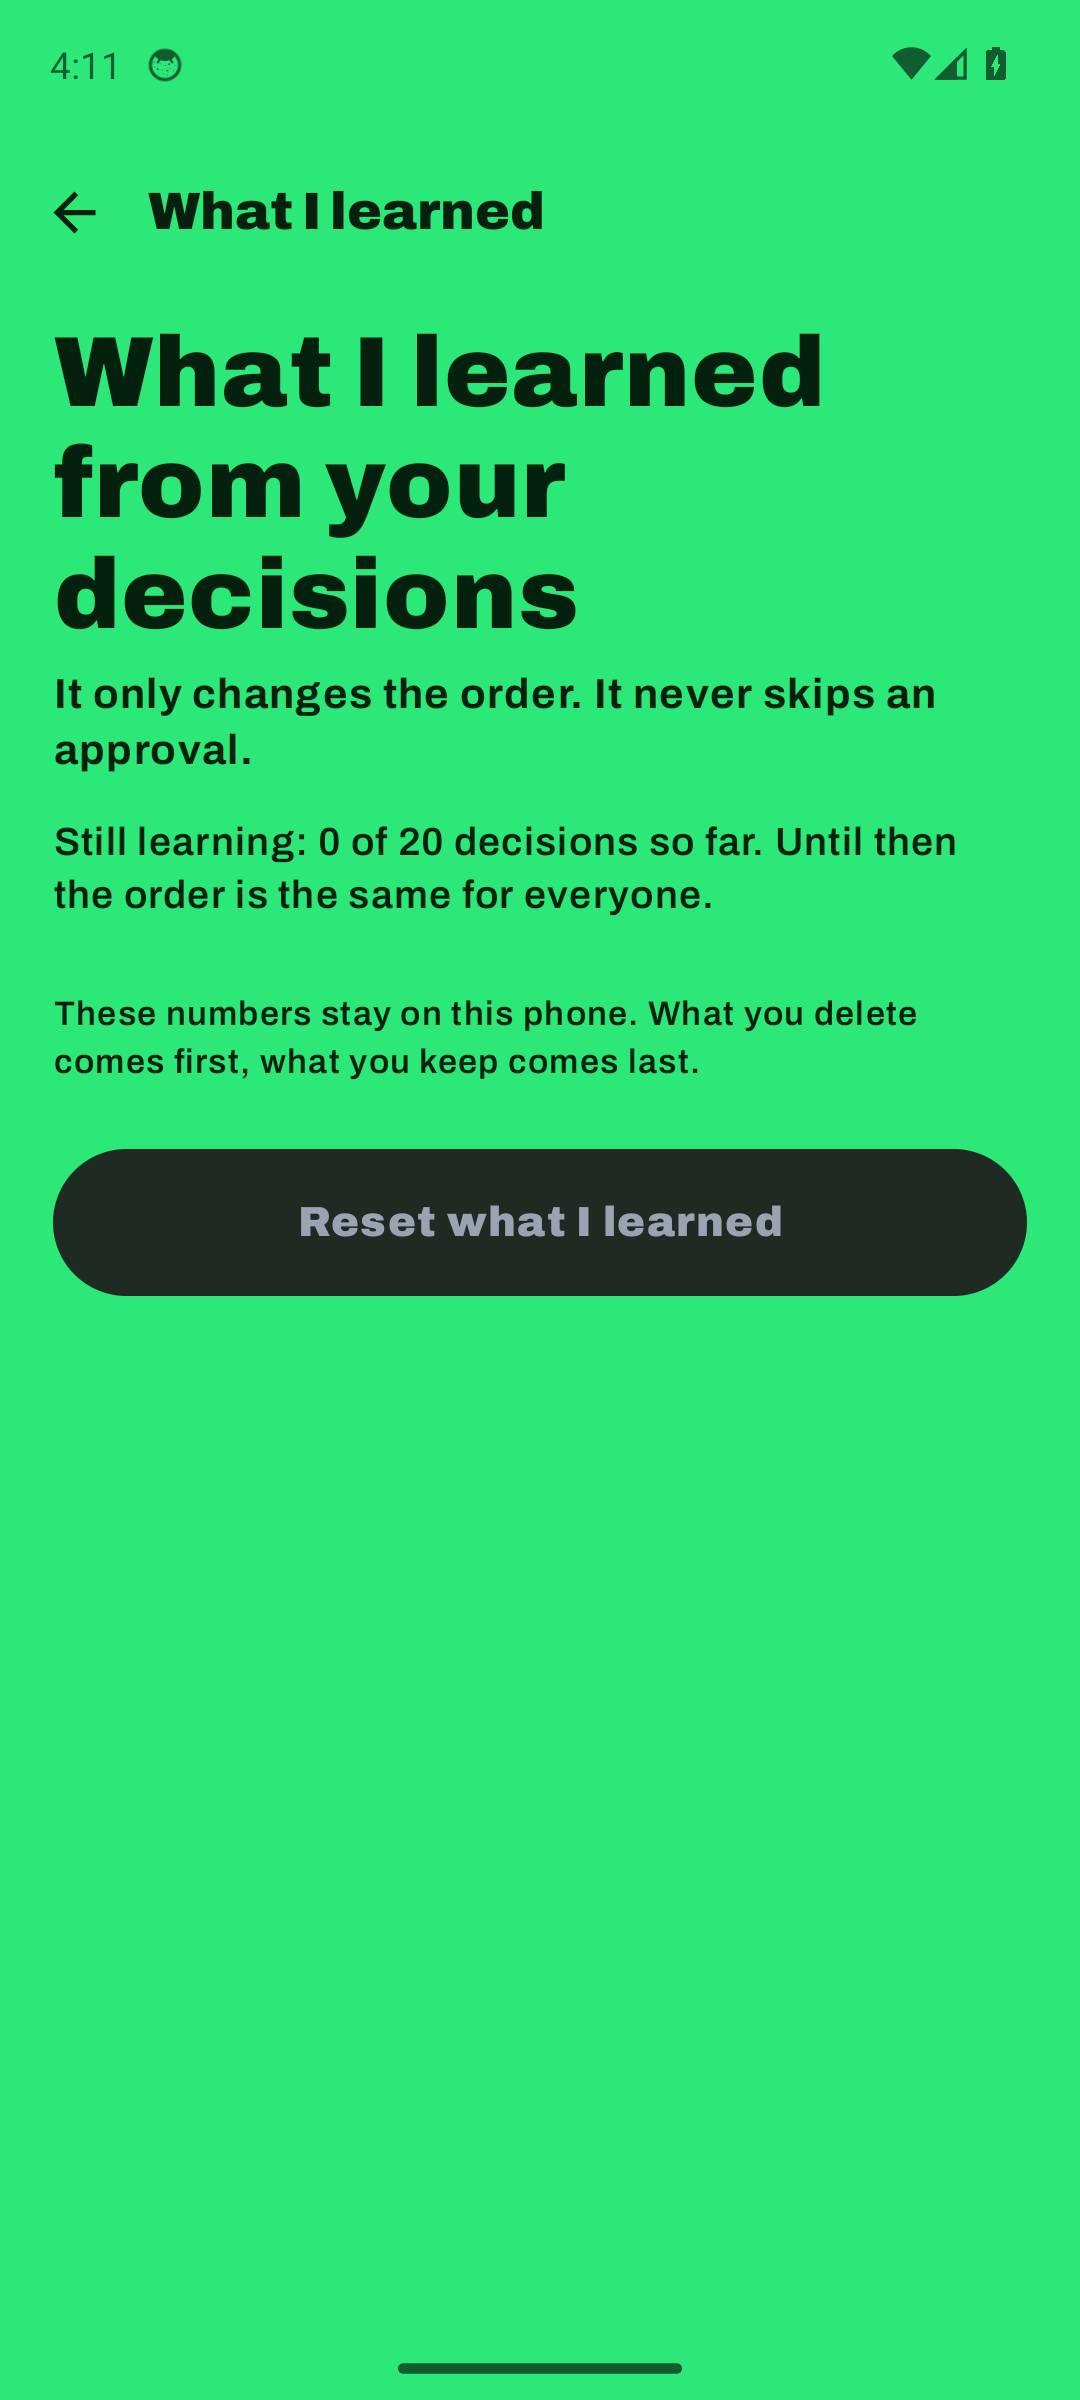 4:11
What I learned
What I learned
from your
decisions
It only changes the order. It never skips an
approval.
Still learning: 0 of 20 decisions so far. Until then
the order is the same for everyone.
These numbers stay on this phone. What you delete
comes first, what you keep comes last.
Reset what I learned